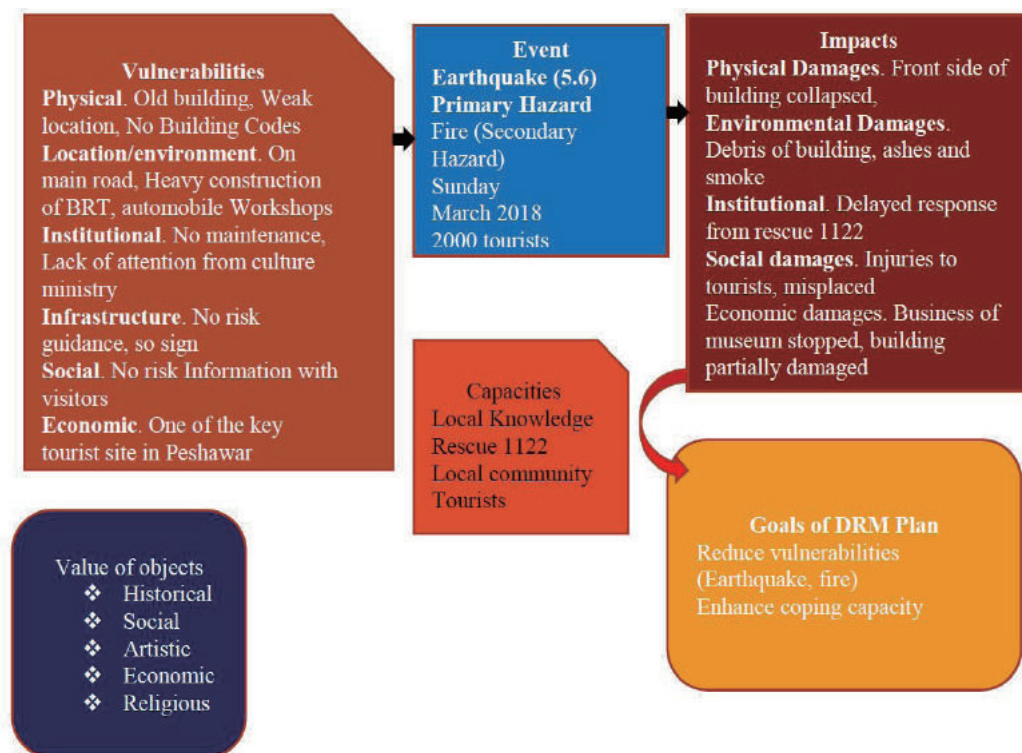 Vulnerabilities
Physical. Old building, Weak
location, No Building Codes
Location/environment. On
main road, Heavy construction
of BRT, automobile Workshops
Institutional. No maintenance,
Lack of attention from culture
ministry
Infrastructure. No risk
guidance, so sign
Social. No risk Information with
visitors
Economic. One of the key
tourist site in Peshawar
Event
Earthquake (5.6)
Primary Hazard
Fire (Secondary
Hazard)
Sunday
March 2018
2000 tourists
Impacts
Physical Damages. Front side of
building collapsed,
Environmental Damages.
Debris of building, ashes and
smoke
Institutional. Delayed response
from rescue 1122
Social damages. Injuries to
tourists, misplaced
Economic damages. Business of
museum stopped, building
partially damaged
Capacities
Local Knowledge
Rescue 1122
Local community
Tourists
Goals of DRM Plan
Reduce vulnerabilities
(Earthquake, fire)
Enhance coping capacity
Value of objects
❖ Historical
❖ Social
❖ Artistic
❖ Economic
❖ Religious